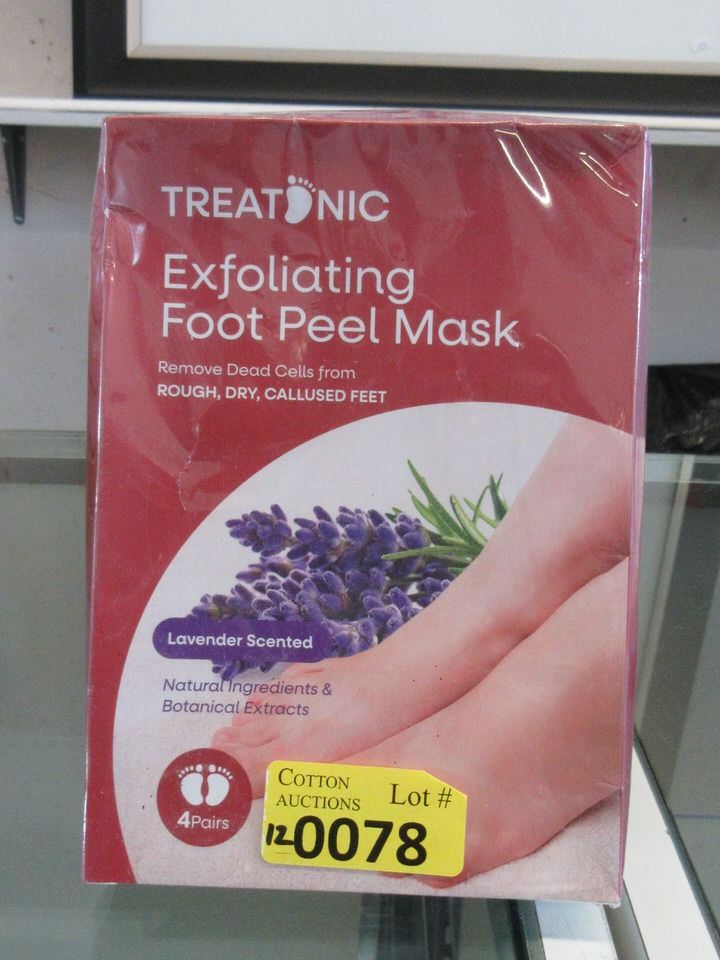 TREATONIC
Exfoliating
Foot Peel Mask
Remove Dead Cells from
ROUGH, DRY, CALLUSED FEET
Lavender Scented
Natural Ingredients &
Botanical Extracts
4Pairs
COTTON
AUCTIONS Lot #
12-0078